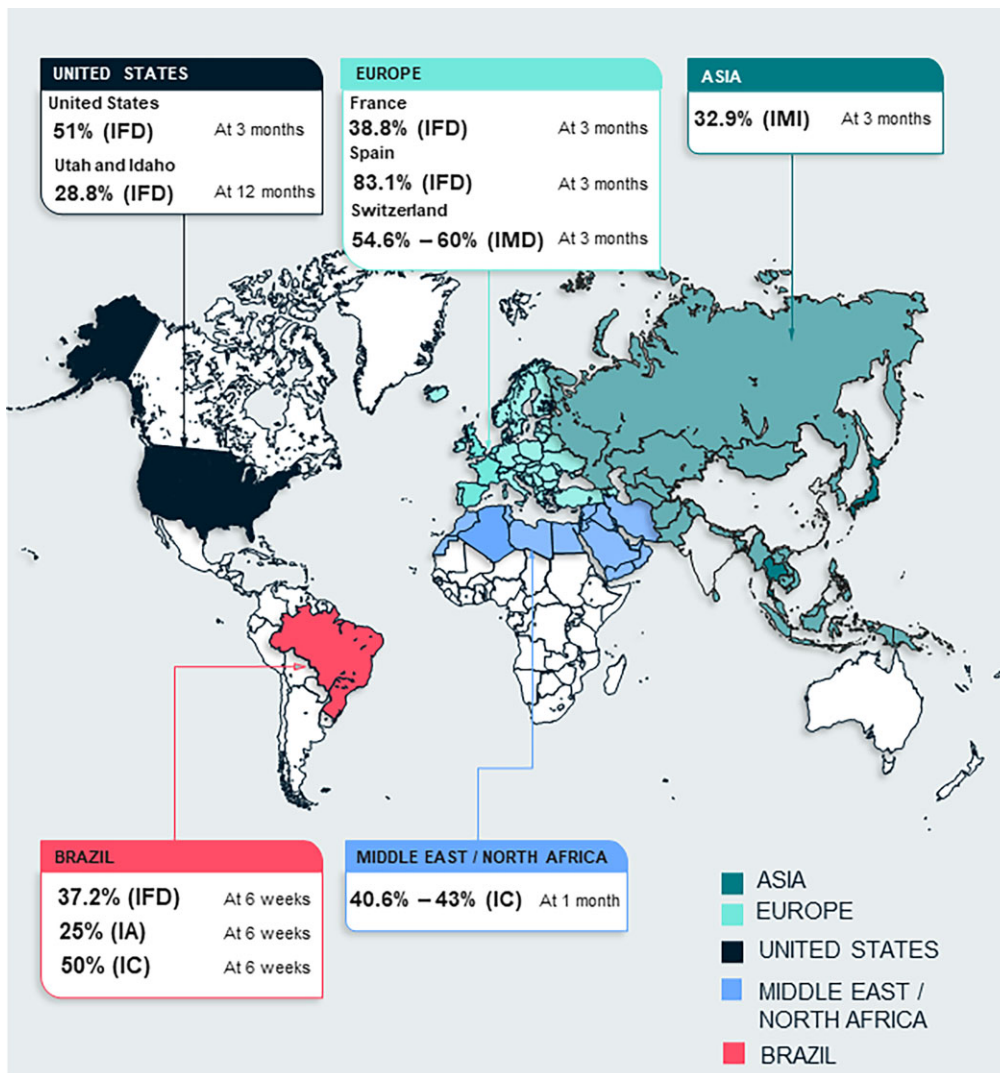 UNITED STATES
United States
51% (IFD) At 3 months
Utah and Idaho
28.8% (IFD) At 12 months
EUROPE
France
38.8% (IFD) At 3 months
Spain
83.1% (IFD) At 3 months
Switzerland
54.6% – 60% (IMD) At 3 months
ASIA
32.9% (IMI) At 3 months
BRAZIL
37.2% (IFD) At 6 weeks
25% (IA) At 6 weeks
50% (IC) At 6 weeks
MIDDLE EAST / NORTH AFRICA
40.6% – 43% (IC) At 1 month
ASIA
EUROPE
UNITED STATES
MIDDLE EAST /
NORTH AFRICA
BRAZIL